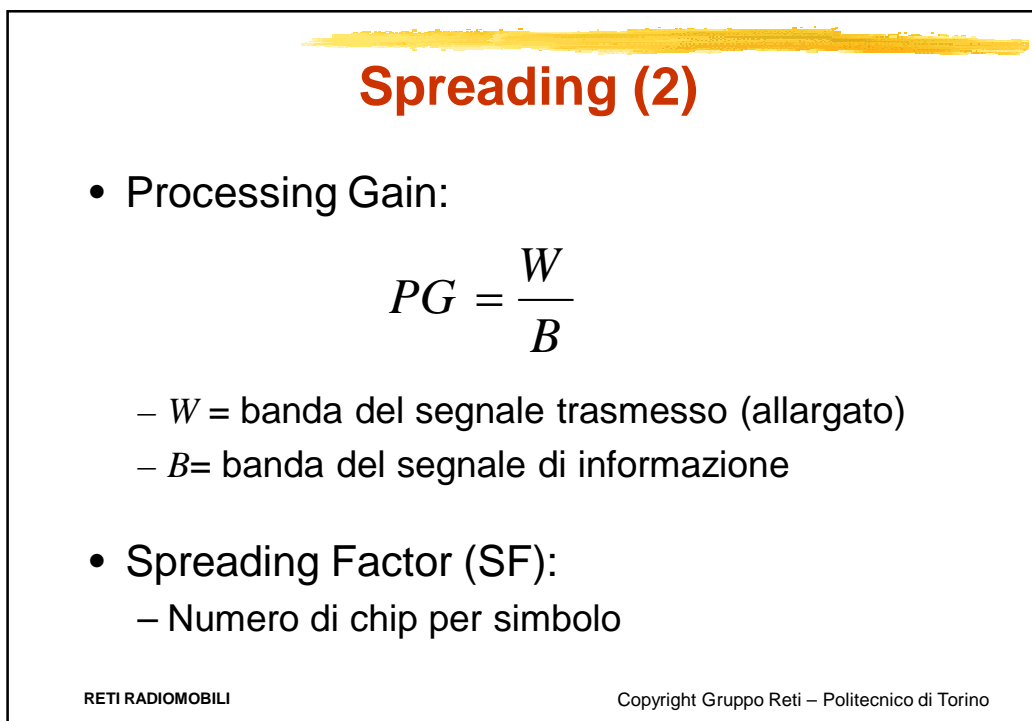 Spreading (2)
• Processing Gain:
PG = W/B
– W = banda del segnale trasmesso (allargato)
– B= banda del segnale di informazione
• Spreading Factor (SF):
– Numero di chip per simbolo
RETI RADIOMOBILI
Copyright Gruppo Reti – Politecnico di Torino